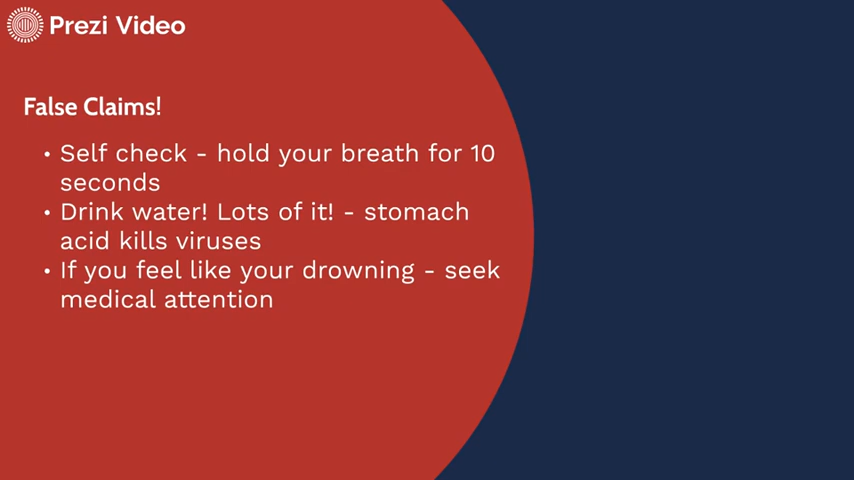 Prezi Video
False Claims!
• Self check - hold your breath for 10
seconds
• Drink water! Lots of it! - stomach
acid kills viruses
• If you feel like your drowning - seek
medical attention